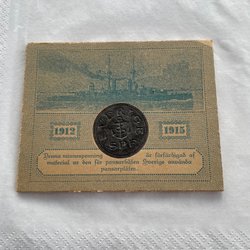 1912 1915
Denna minnespenning är förfärdigad af
material ur den för pansarbåten Sverige använda
pansarplåten.